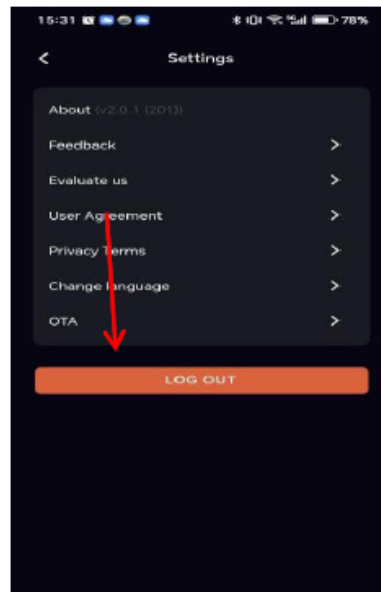 15:31 78%
Settings
About (v2.0.1 (201))
Feedback
Evaluate us
User Agreement
Privacy Terms
Change language
OTA
LOG OUT